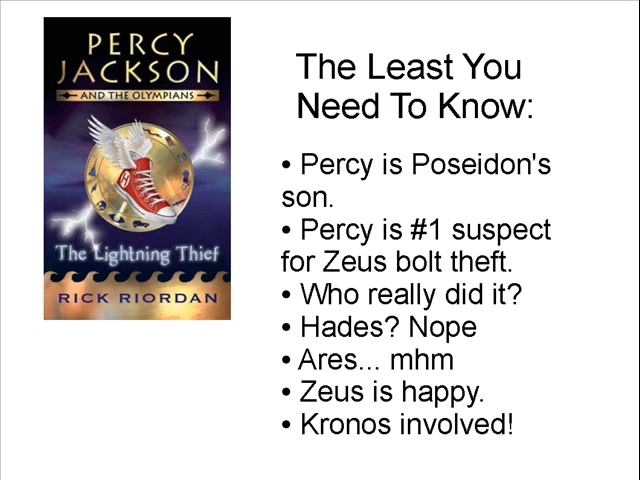 PERCY
JACKSON
AND THE OLYMPIANS
The Lightning Thief
RICK RIORDAN
The Least You
Need To Know:
• Percy is Poseidon's
son.
• Percy is #1 suspect
for Zeus bolt theft.
• Who really did it?
• Hades? Nope
• Ares... mhm
• Zeus is happy.
• Kronos involved!